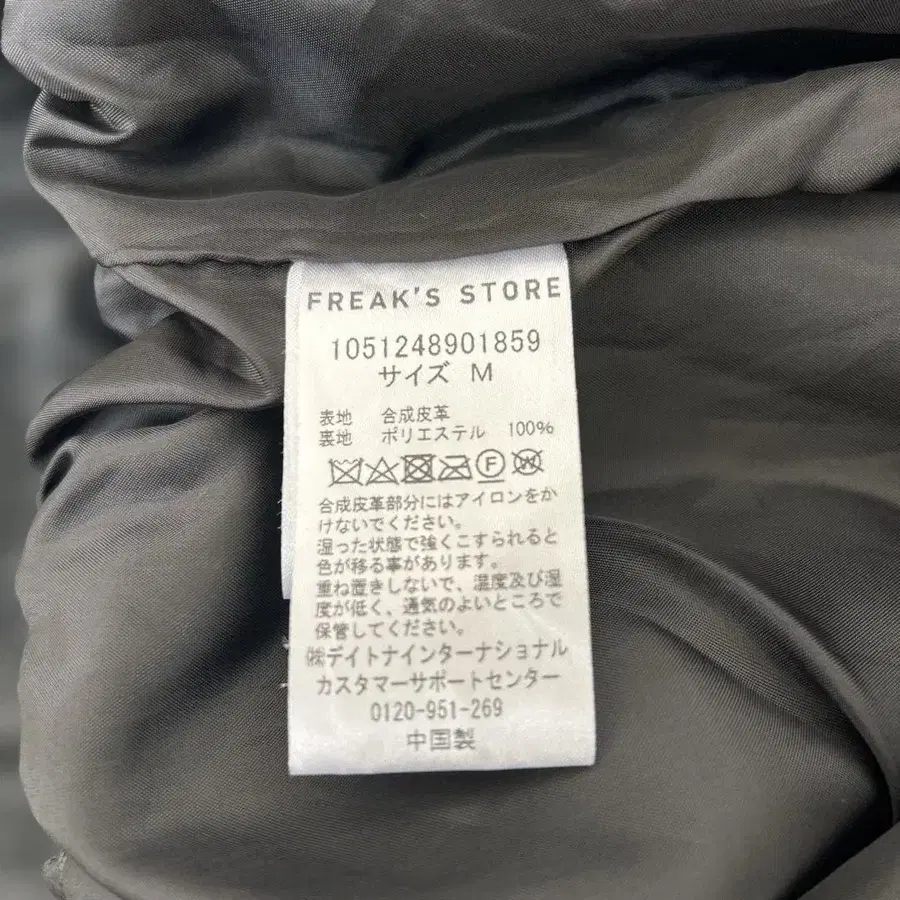 FREAK'S STORE
1051248901859
サイズ M
表地 合成皮革
裏地 ポリエステル 100%
F W
合成皮革部分にはアイロンをか
けないでください。
湿った状態で強くこすられると
色が移る事があります。
重ね置きしないで、温度及び湿
度が低く、通気のよいところで
保管してください。
㈱デイトナインターナショナル
カスタマーサポートセンター
0120-951-269
中国製